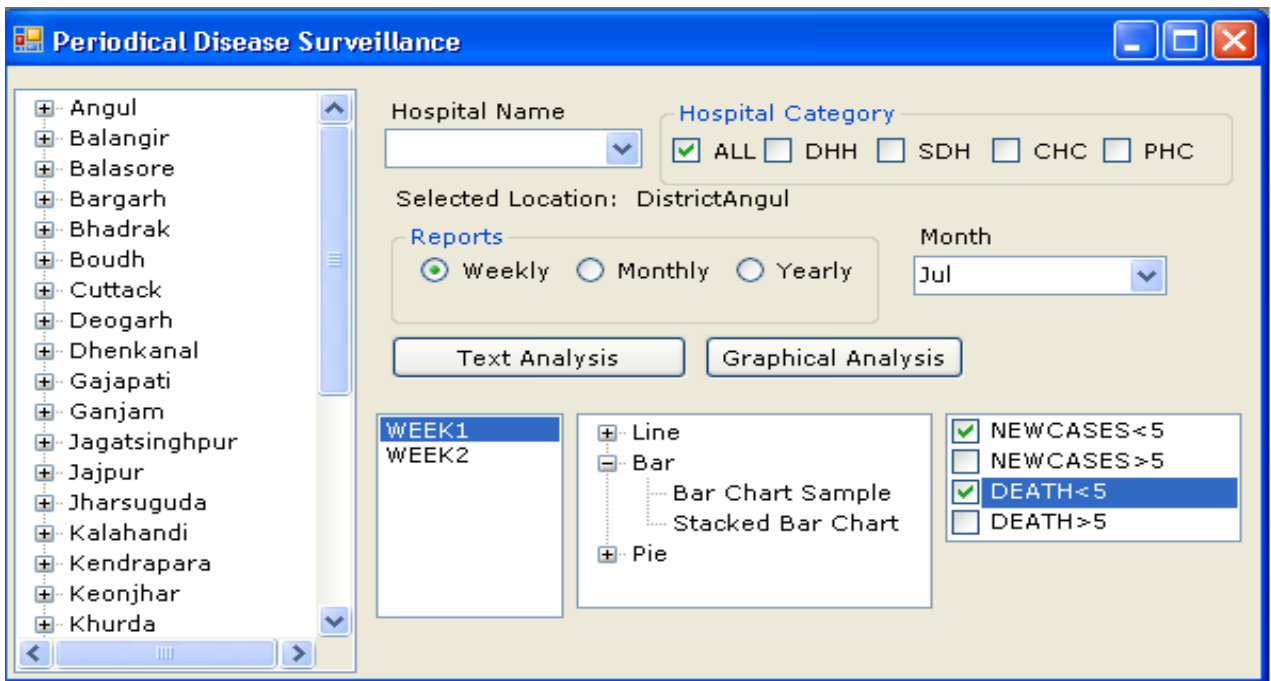 Periodical Disease Surveillance
Angul
Balangir
Balasore
Bargarh
Bhadrak
Boudh
Cuttack
Deogarh
Dhenkanal
Gajapati
Ganjam
Jagatsinghpur
Jajpur
Jharsuguda
Kalahandi
Kendrapara
Keonjhar
Khurda
Hospital Name
Hospital Category
ALL DHH SDH CHC PHC
Selected Location: DistrictAngul
Reports
Weekly Monthly Yearly
Month
Jul
Text Analysis
Graphical Analysis
WEEK1
WEEK2
Line
Bar
Bar Chart Sample
Stacked Bar Chart
Pie
NEWCASES<5
NEWCASES>5
DEATH<5
DEATH>5